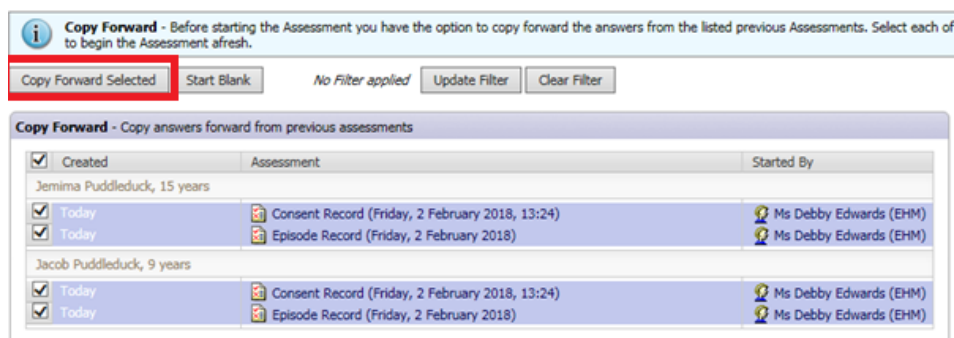 Copy Forward - Before starting the Assessment you have the option to copy forward the answers from the listed previous Assessments. Select each of
to begin the Assessment afresh.
Copy Forward Selected Start Blank No Filter applied Update Filter Clear Filter
Copy Forward - Copy answers forward from previous assessments
Created Assessment Started By
Jemima Puddleduck, 15 years
Today Consent Record (Friday, 2 February 2018, 13:24) Ms Debby Edwards (EHM)
Today Episode Record (Friday, 2 February 2018) Ms Debby Edwards (EHM)
Jacob Puddleduck, 9 years
Today Consent Record (Friday, 2 February 2018, 13:24) Ms Debby Edwards (EHM)
Today Episode Record (Friday, 2 February 2018) Ms Debby Edwards (EHM)